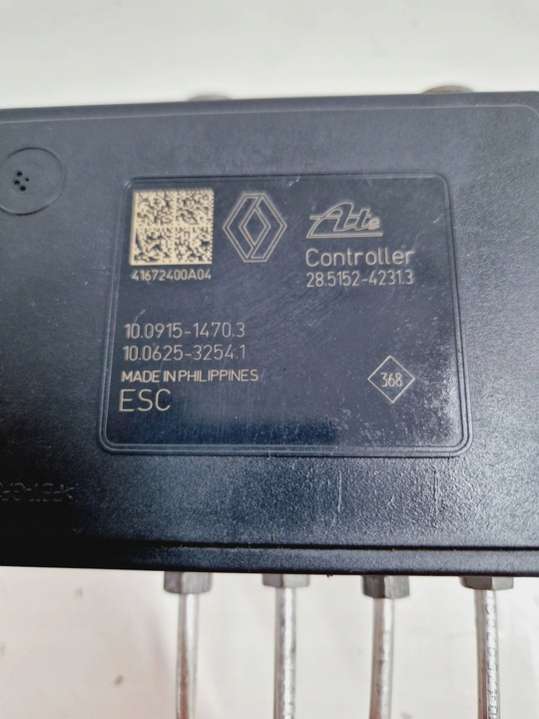 Ate
41672400A04
Controller
28.5152-4231.3
10.0915-1470.3
10.0625-3254.1
MADE IN PHILIPPINES
368
ESC